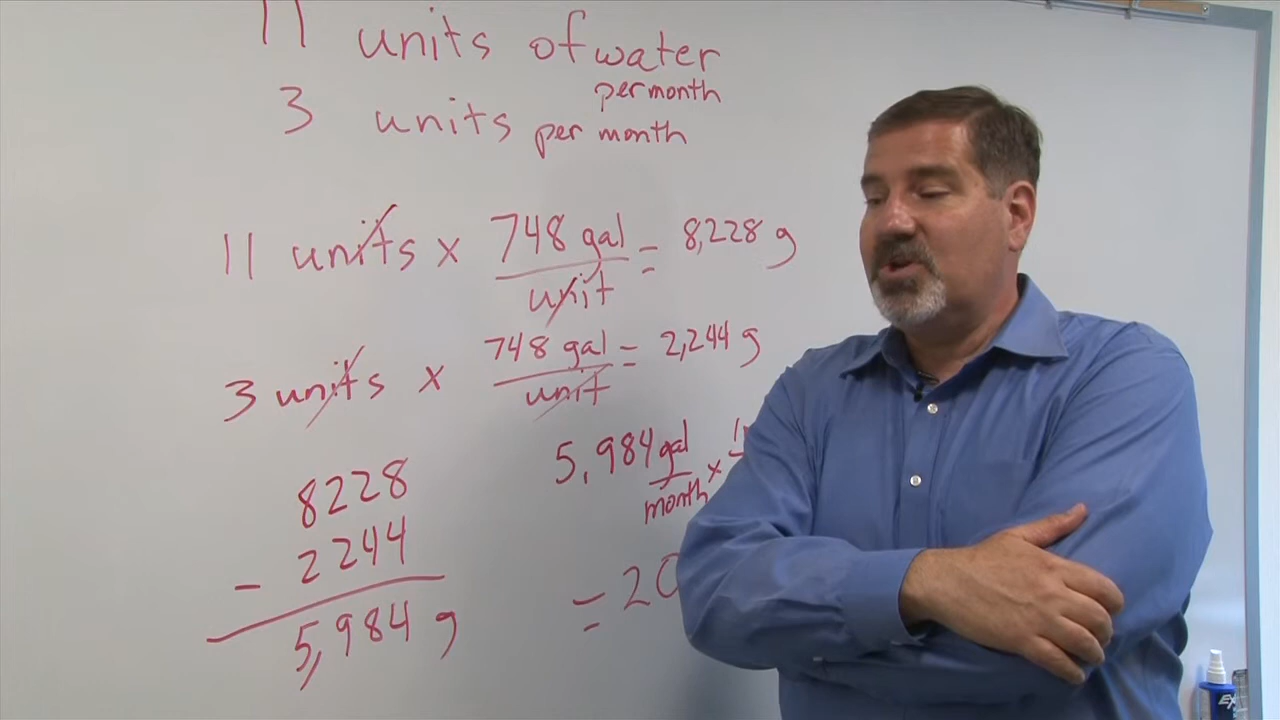 11 units of water
per month
3 units per month
11 units x 748 gal = 8,228 g
unit
3 units x 748 gal = 2,244 g
unit
8228
- 2244
5,984 g
5,984 gal x
month
= 20
EX